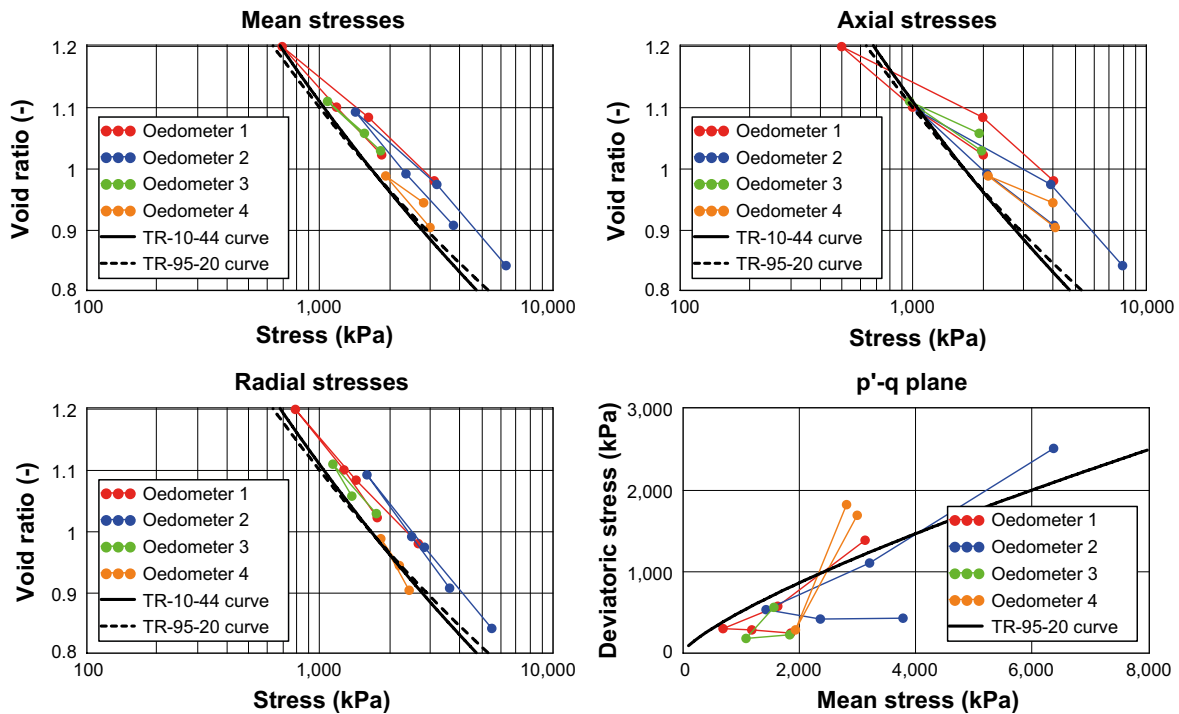 Mean stresses
Void ratio (-)
1.2
1.1
1
0.9
0.8
Oedometer 1
Oedometer 2
Oedometer 3
Oedometer 4
TR-10-44 curve
TR-95-20 curve
100
1,000
10,000
Stress (kPa)
Axial stresses
Void ratio (-)
1.2
1.1
1
0.9
0.8
Oedometer 1
Oedometer 2
Oedometer 3
Oedometer 4
TR-10-44 curve
TR-95-20 curve
100
1,000
10,000
Stress (kPa)
Radial stresses
Void ratio (-)
1.2
1.1
1
0.9
0.8
Oedometer 1
Oedometer 2
Oedometer 3
Oedometer 4
TR-10-44 curve
TR-95-20 curve
100
1,000
10,000
Stress (kPa)
p'-q plane
Deviatoric stress (kPa)
3,000
2,000
1,000
0
Oedometer 1
Oedometer 2
Oedometer 3
Oedometer 4
TR-95-20 curve
0
2,000
4,000
6,000
8,000
Mean stress (kPa)